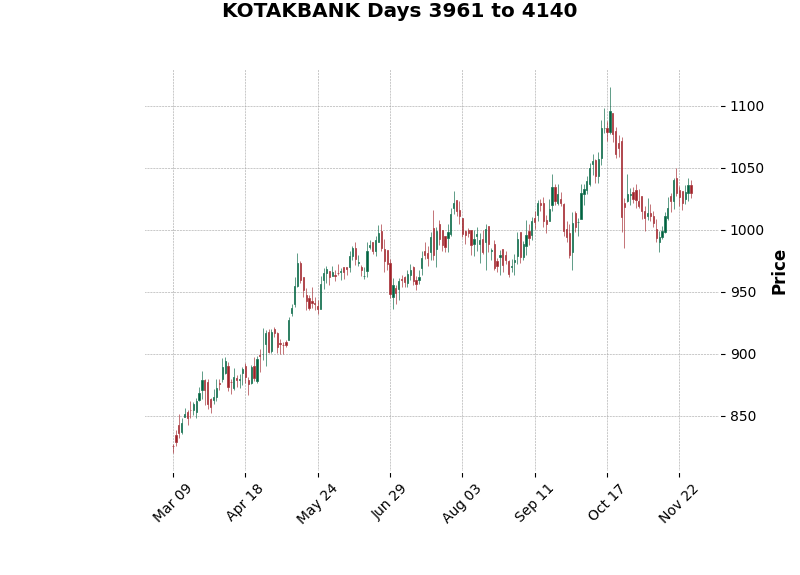 KOTAKBANK Days 3961 to 4140
1100
1050
1000
950
900
850
Price
Mar 09
Apr 18
May 24
Jun 29
Aug 03
Sep 11
Oct 17
Nov 22